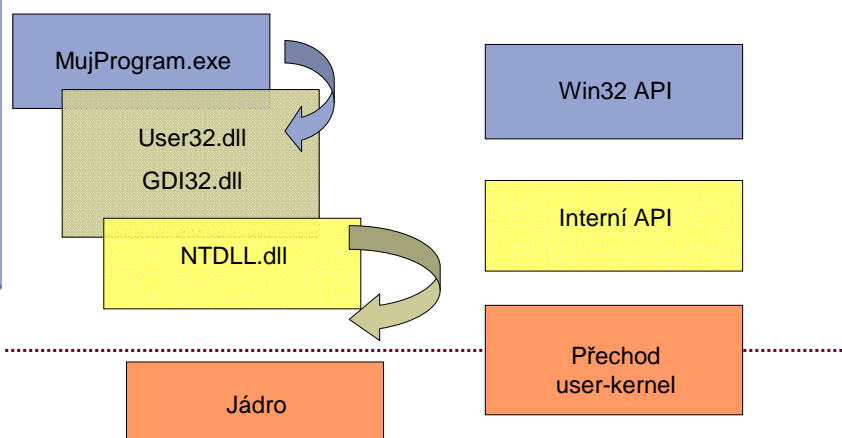 MujProgram.exe
User32.dll
GDI32.dll
NTDLL.dll
Jádro
Win32 API
Interní API
Přechod
user-kernel